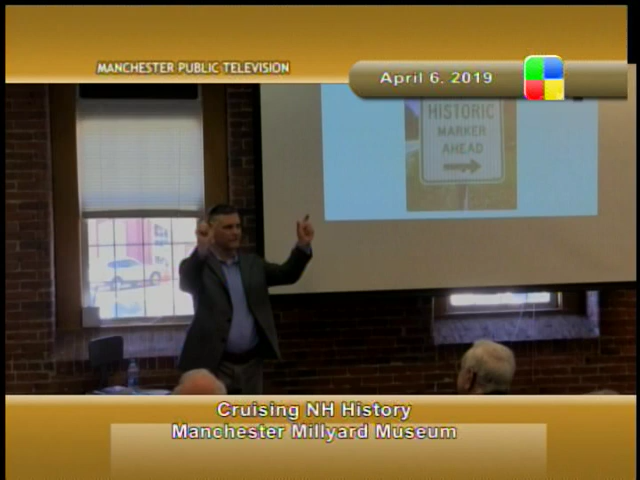 MANCHESTER PUBLIC TELEVISION
April 6, 2019
HISTORIC
MARKER
AHEAD
Cruising NH History
Manchester Millyard Museum